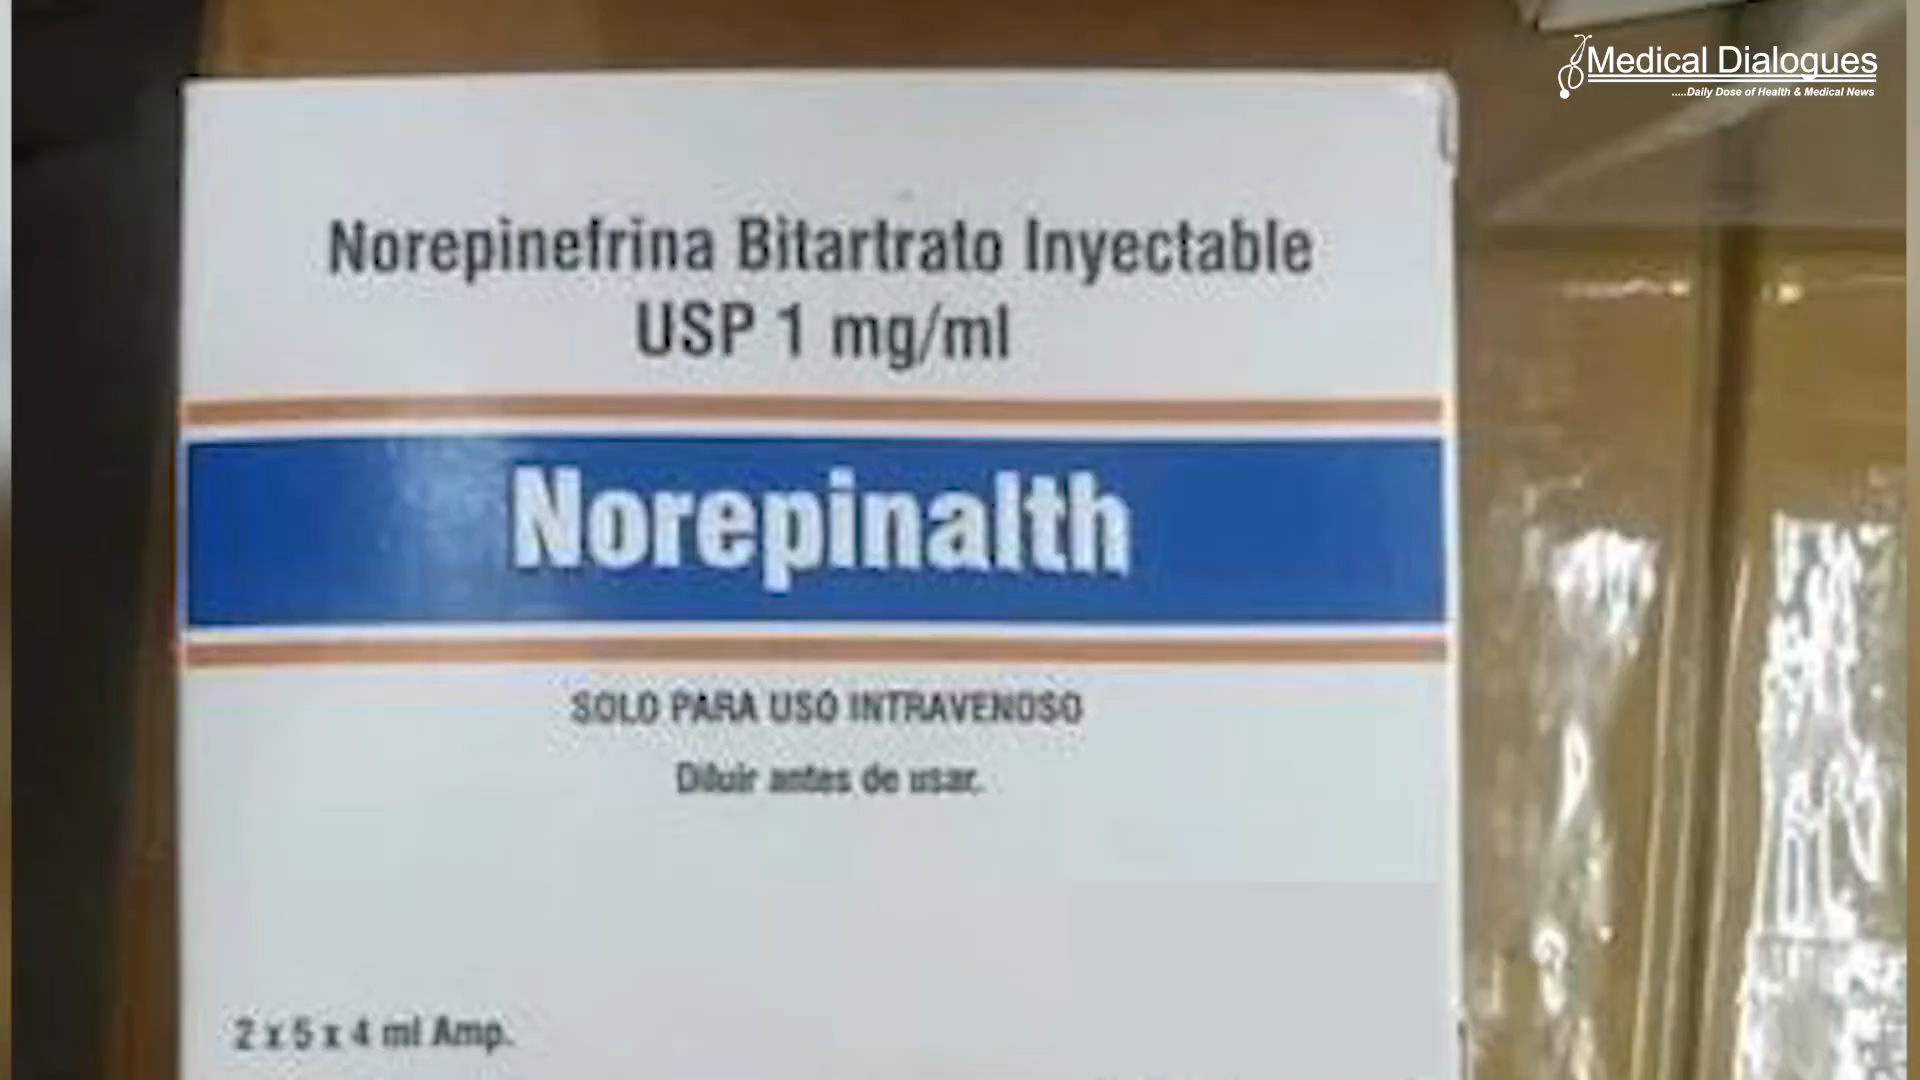 Medical Dialogues
.....Daily Dose of Health & Medical News
Norepinefrina Bitartrato Inyectable
USP 1 mg/ml
Norepinalth
SOLO PARA USO INTRAVENOSO
Diluir antes de usar.
2 x 5 x 4 ml Amp.